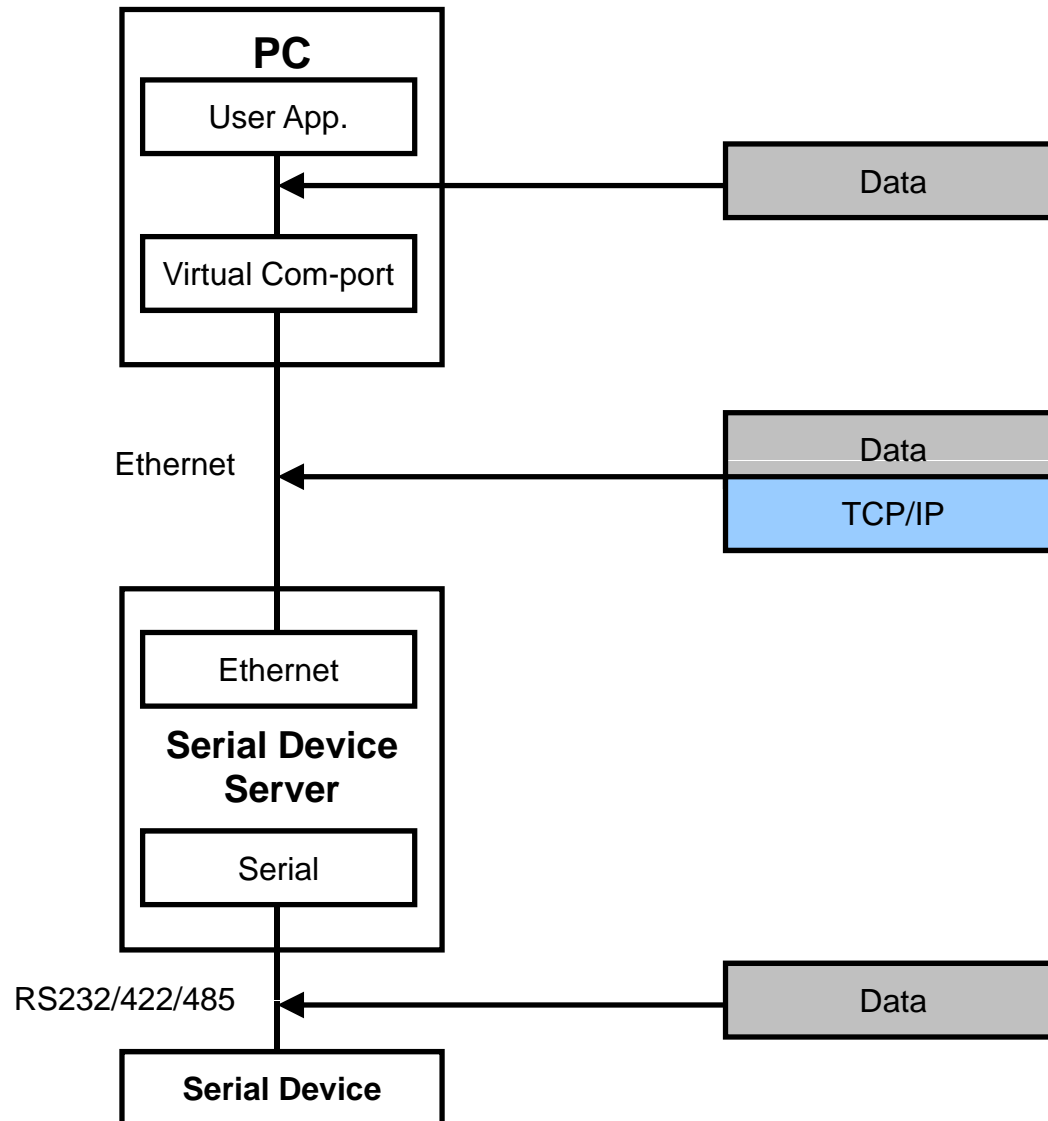 PC
User App.
Data
Virtual Com-port
Ethernet
Data
TCP/IP
Ethernet
Serial Device
Server
Serial
RS232/422/485
Data
Serial Device